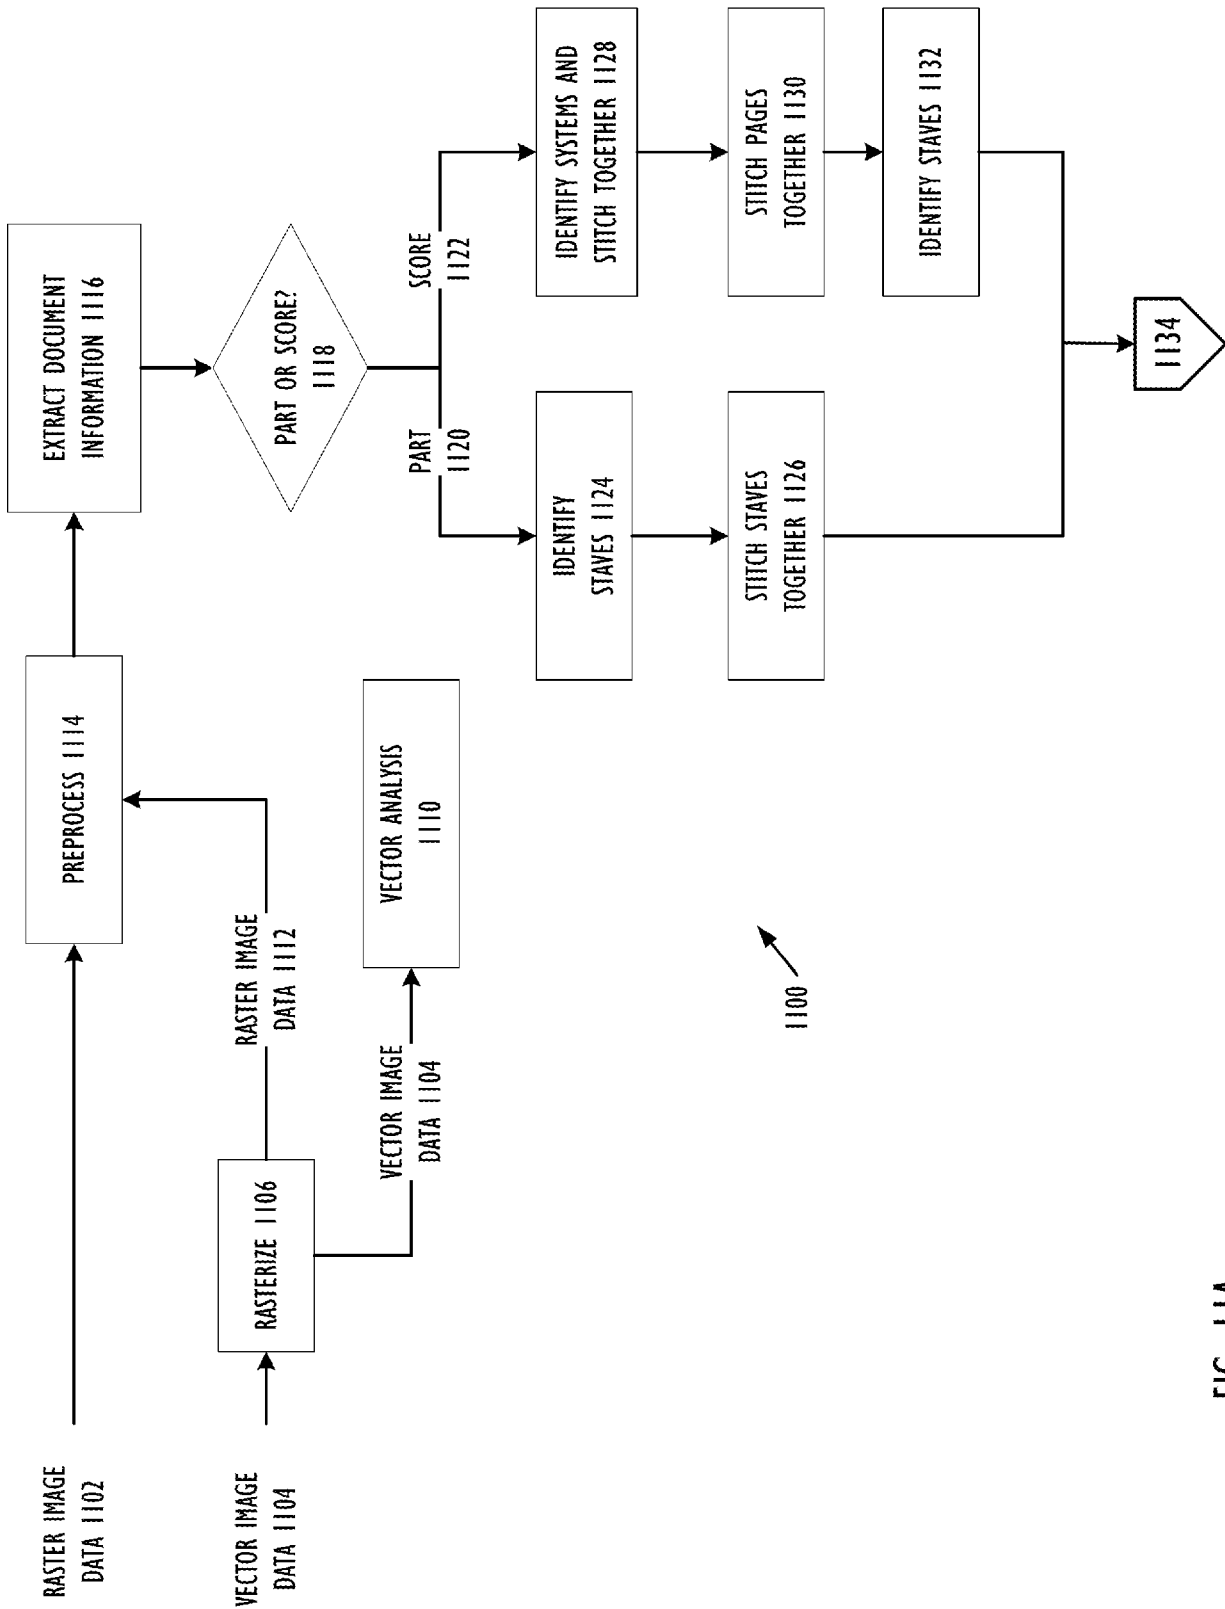 RASTER IMAGE
DATA 1102
VECTOR IMAGE
DATA 1104
RASTERIZE 1106
RASTER IMAGE
DATA 1112
VECTOR IMAGE
DATA 1104
VECTOR ANALYSIS
1110
PREPROCESS 1114
EXTRACT DOCUMENT
INFORMATION 1116
PART OR SCORE?
1118
PART
1120
SCORE
1122
IDENTIFY
STAVES 1124
STITCH STAVES
TOGETHER 1126
IDENTIFY SYSTEMS AND
STITCH TOGETHER 1128
STITCH PAGES
TOGETHER 1130
IDENTIFY STAVES 1132
1134
1100
FIG. 11A